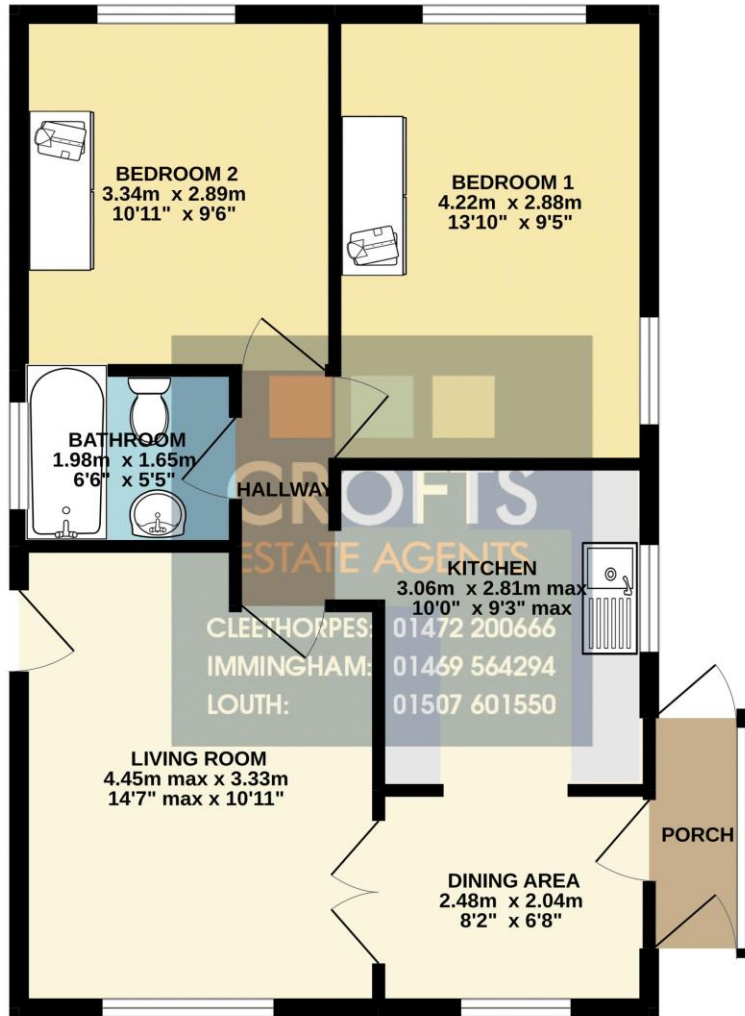 BEDROOM 2
3.34m x 2.89m
10'11" x 9'6"
BEDROOM 1
4.22m x 2.88m
13'10" x 9'5"
BATHROOM
1.98m x 1.65m
6'6" x 5'5"
HALLWAY
CROFTS
ESTATE AGENTS
KITCHEN
3.06m x 2.81m max
10'0" x 9'3" max
CLEETHORPES: 01472 200666
IMMINGHAM: 01469 564294
LOUTH: 01507 601550
LIVING ROOM
4.45m max x 3.33m
14'7" max x 10'11"
PORCH
DINING AREA
2.48m x 2.04m
8'2" x 6'8"